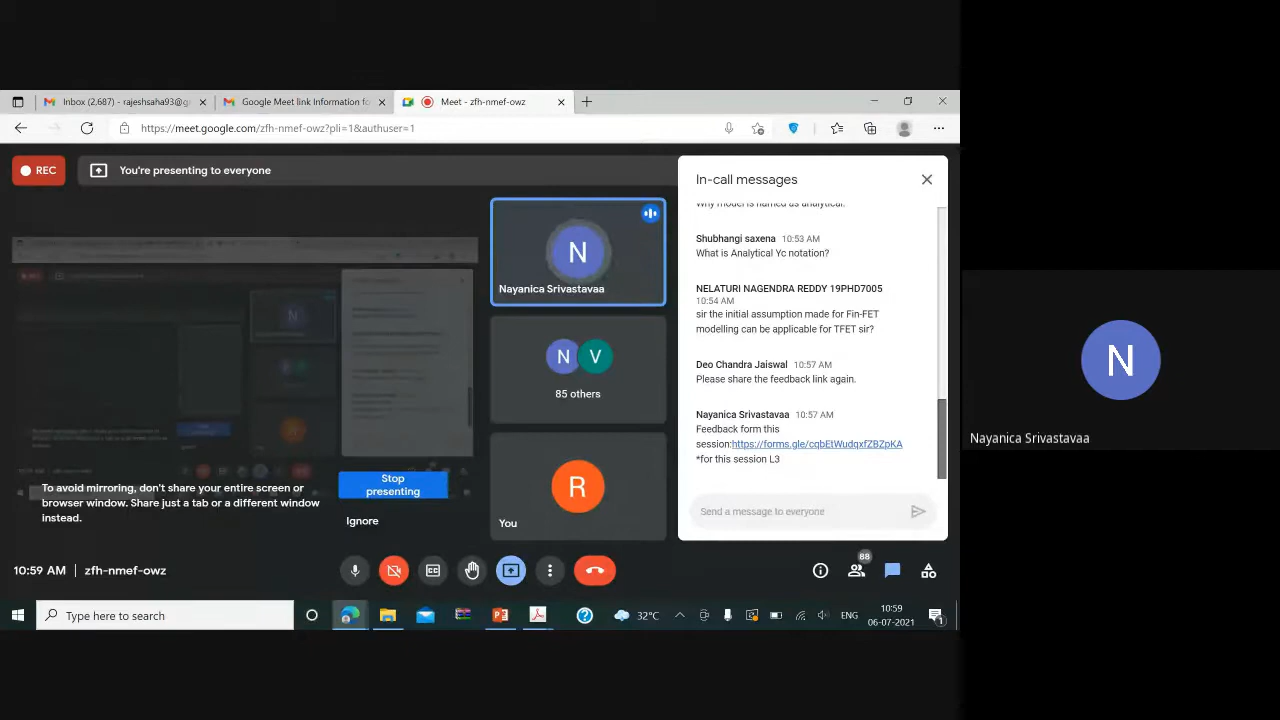 Inbox (2,687) - rajeshsaha93@g
Google Meet link Information fo
Meet - zfh-nmef-owz
https://meet.google.com/zfh-nmef-owz?pli=1&authuser=1
REC
You're presenting to everyone
In-call messages
Why model is named as analytical.
Shubhangi saxena 10:53 AM
What is Analytical Yc notation?
NELATURI NAGENDRA REDDY 19PHD7005
10:54 AM
sir the initial assumption made for Fin-FET
modelling can be applicable for TFET sir?
Deo Chandra Jaiswal 10:57 AM
Please share the feedback link again.
Nayanica Srivastavaa 10:57 AM
Feedback form this
session:https://forms.gle/cqbEtWudqxfZBZpKA
*for this session L3
Send a message to everyone
N
Nayanica Srivastavaa
N V
85 others
R
You
Stop
presenting
Ignore
To avoid mirroring, don't share your entire screen or
browser window. Share just a tab or a different window
instead.
10:59 AM | zfh-nmef-owz
88
Type here to search
32°C
ENG
10:59
06-07-2021
1
N
Nayanica Srivastavaa